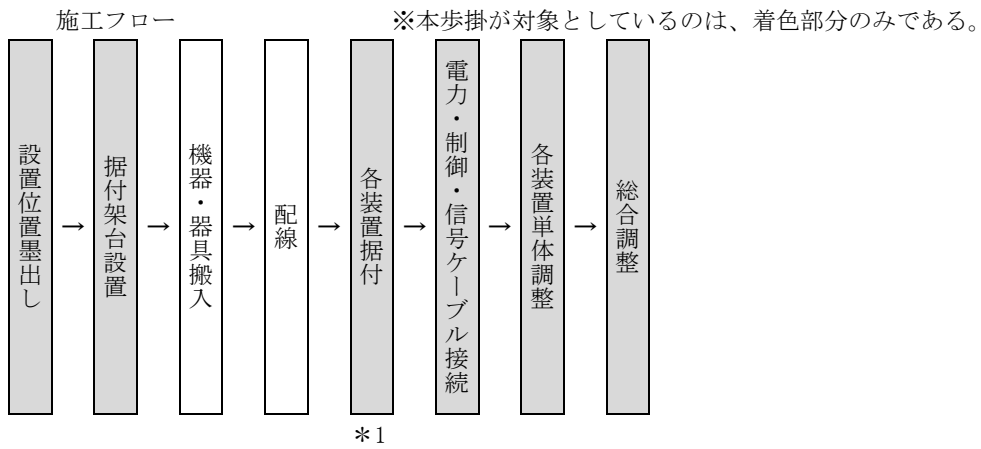 施工フロー
※本歩掛が対象としているのは、着色部分のみである。
設置位置墨出し
→
据付架台設置
→
機器・器具搬入
→
配線
→
各装置据付
→
電力・制御・信号ケーブル接続
→
各装置単体調整
→
総合調整
＊1